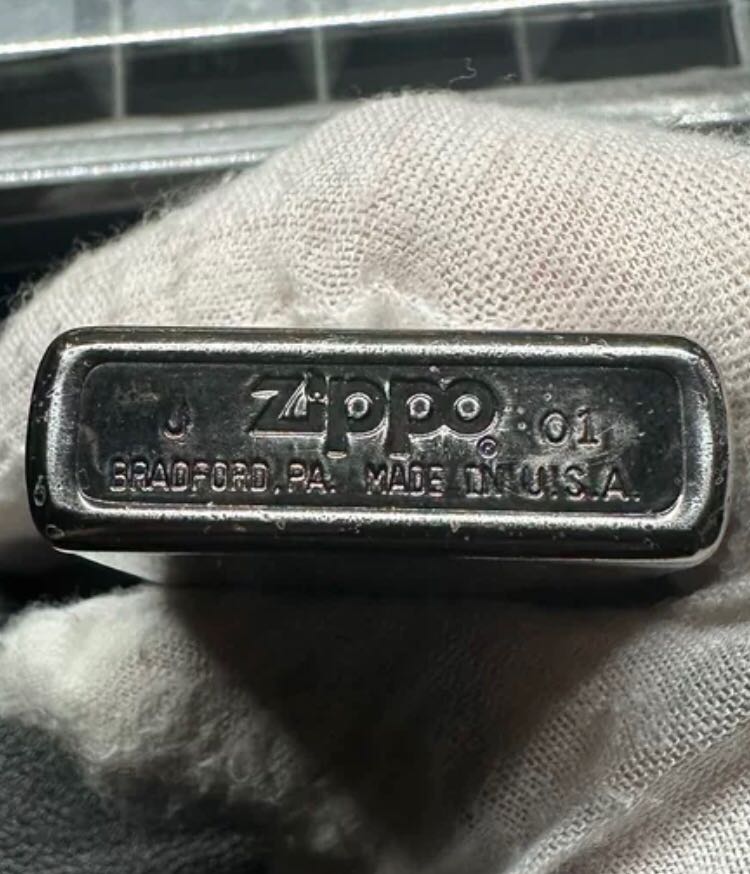 J Zippo ® 01
BRADFORD, PA. MADE IN U.S.A.